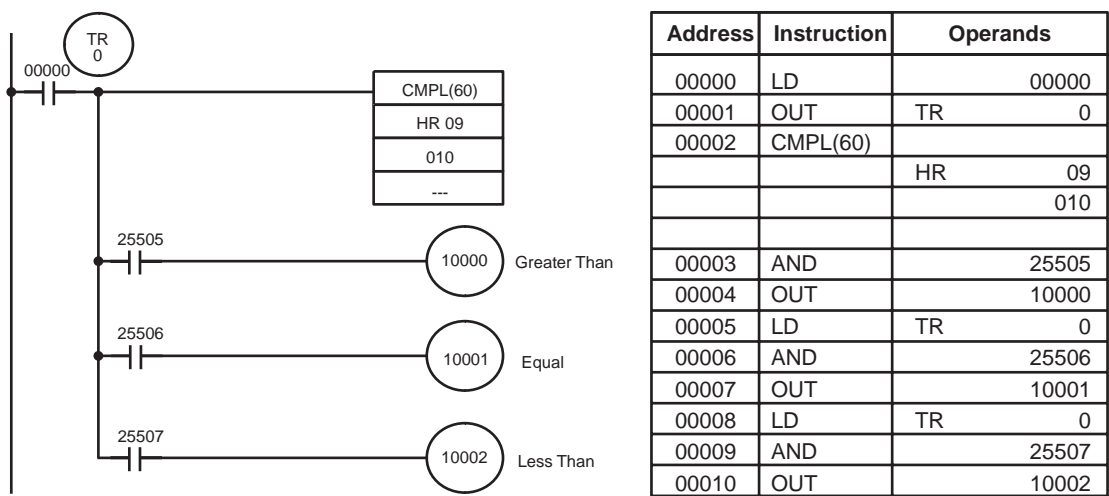 TR
0
00000
CMPL(60)
HR 09
010
---
25505
10000 Greater Than
25506
10001 Equal
25507
10002 Less Than
Address Instruction Operands
00000 LD 00000
00001 OUT TR 0
00002 CMPL(60)
HR 09
010
00003 AND 25505
00004 OUT 10000
00005 LD TR 0
00006 AND 25506
00007 OUT 10001
00008 LD TR 0
00009 AND 25507
00010 OUT 10002